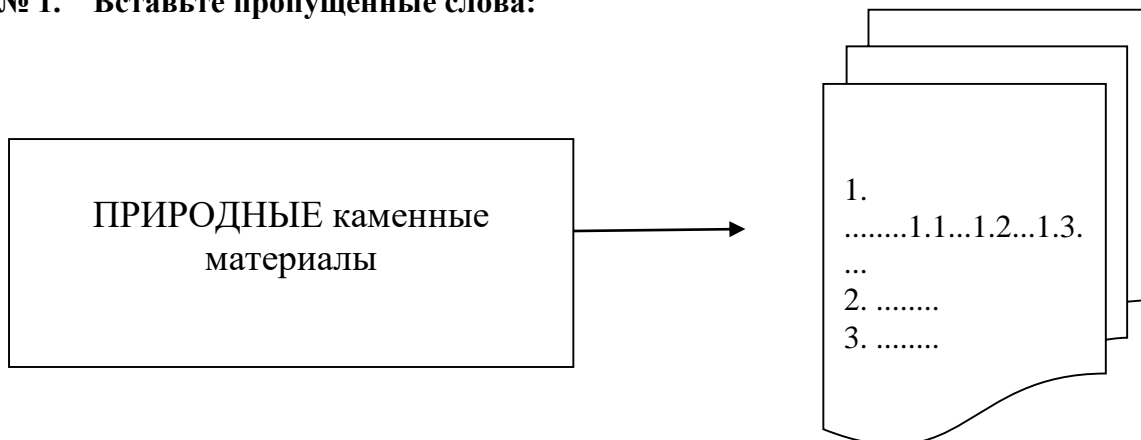 № 1. Вставьте пропущенные слова:
ПРИРОДНЫЕ каменные
материалы
1.
........1.1...1.2...1.3.
...
2. ........
3. ........